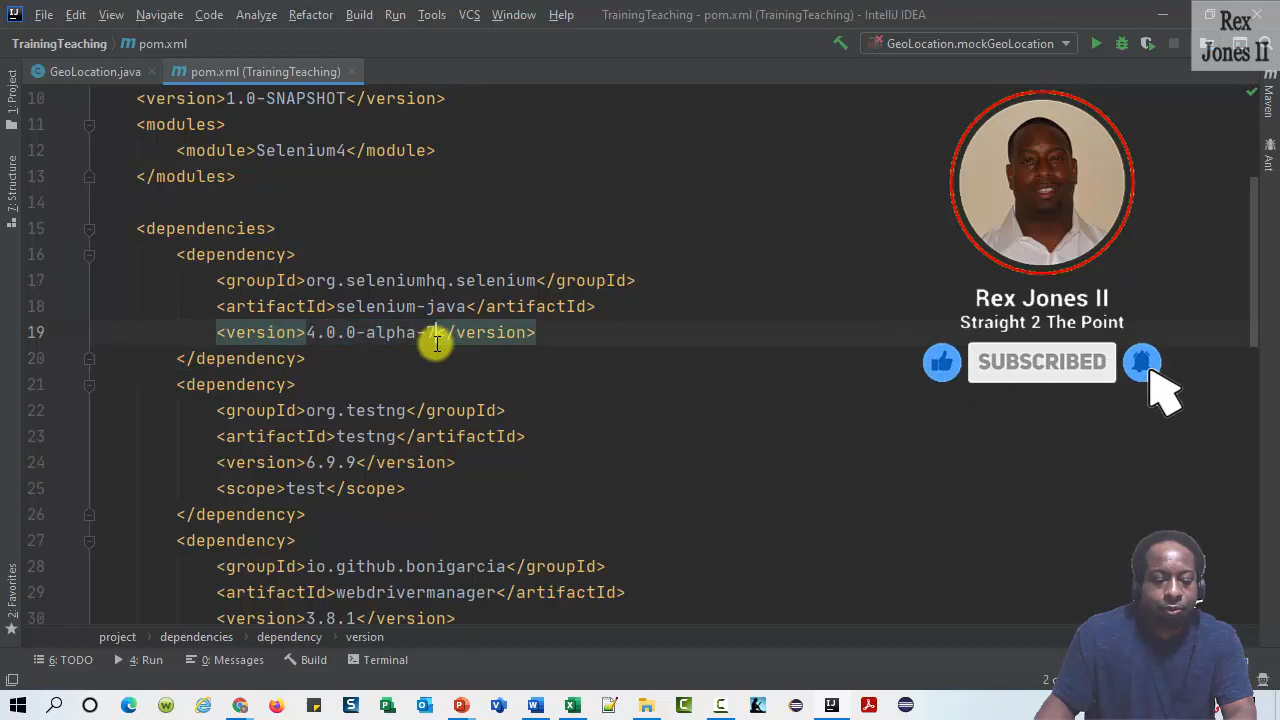 File Edit View Navigate Code Analyze Refactor Build Run Tools VCS Window Help TrainingTeaching - pom.xml (TrainingTeaching) - IntelliJ IDEA
Rex
Jones II
TrainingTeaching pom.xml GeoLocation.mockGeoLocation
GeoLocation.java pom.xml (TrainingTeaching)
1: Project
7: Structure
2: Favorites
Maven
Ant
10 <version>1.0-SNAPSHOT</version>
11 <modules>
12 <module>Selenium4</module>
13 </modules>
14
15 <dependencies>
16 <dependency>
17 <groupId>org.seleniumhq.selenium</groupId>
18 <artifactId>selenium-java</artifactId>
19 <version>4.0.0-alpha-7</version>
20 </dependency>
21 <dependency>
22 <groupId>org.testng</groupId>
23 <artifactId>testng</artifactId>
24 <version>6.9.9</version>
25 <scope>test</scope>
26 </dependency>
27 <dependency>
28 <groupId>io.github.bonigarcia</groupId>
29 <artifactId>webdrivermanager</artifactId>
30 <version>3.8.1</version>
Rex Jones II
Straight 2 The Point
SUBSCRIBED
project dependencies dependency version
6: TODO 4: Run 0: Messages Build Terminal